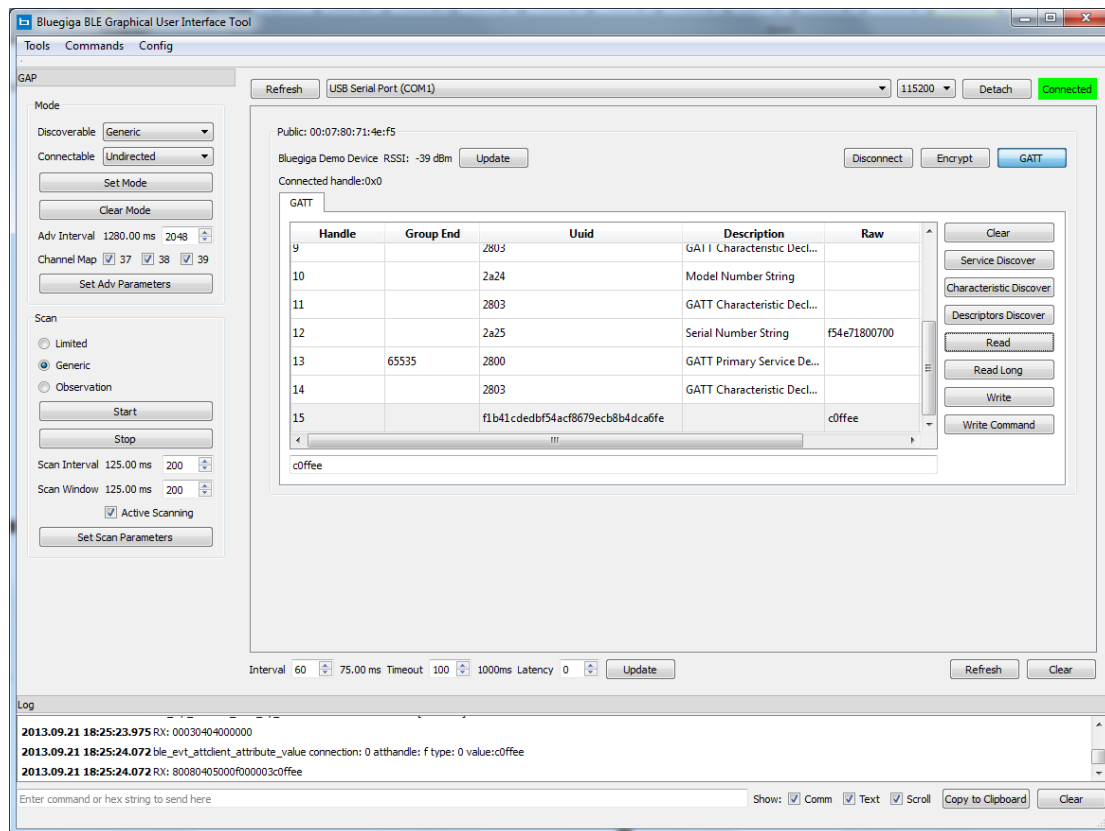 Bluegiga BLE Graphical User Interface Tool
Tools Commands Config
GAP
Mode
Discoverable Generic
Connectable Undirected
Set Mode
Clear Mode
Adv Interval 1280.00 ms 2048
Channel Map 37 38 39
Set Adv Parameters
Scan
Limited
Generic
Observation
Start
Stop
Scan Interval 125.00 ms 200
Scan Window 125.00 ms 200
Active Scanning
Set Scan Parameters
Refresh USB Serial Port (COM1) 115200 Detach Connected
Public: 00:07:80:71:4e:f5
Bluegiga Demo Device RSSI: -39 dBm Update Disconnect Encrypt GATT
Connected handle:0x0
GATT
Handle Group End Uuid Description Raw
9 2803 GATT Characteristic Decl...
10 2a24 Model Number String
11 2803 GATT Characteristic Decl...
12 2a25 Serial Number String f54e71800700
13 65535 2800 GATT Primary Service De...
14 2803 GATT Characteristic Decl...
15 f1b41cdedbf54acf8679ecb8b4dca6fe c0ffee
c0ffee
Clear
Service Discover
Characteristic Discover
Descriptors Discover
Read
Read Long
Write
Write Command
Interval 60 75.00 ms Timeout 100 1000ms Latency 0 Update Refresh Clear
Log
2013.09.21 18:25:23.975 RX: 00030404000000
2013.09.21 18:25:24.072 ble_evt_attclient_attribute_value connection: 0 atthandle: f type: 0 value:c0ffee
2013.09.21 18:25:24.072 RX: 80080405000f000003c0ffee
Enter command or hex string to send here Show: Comm Text Scroll Copy to Clipboard Clear